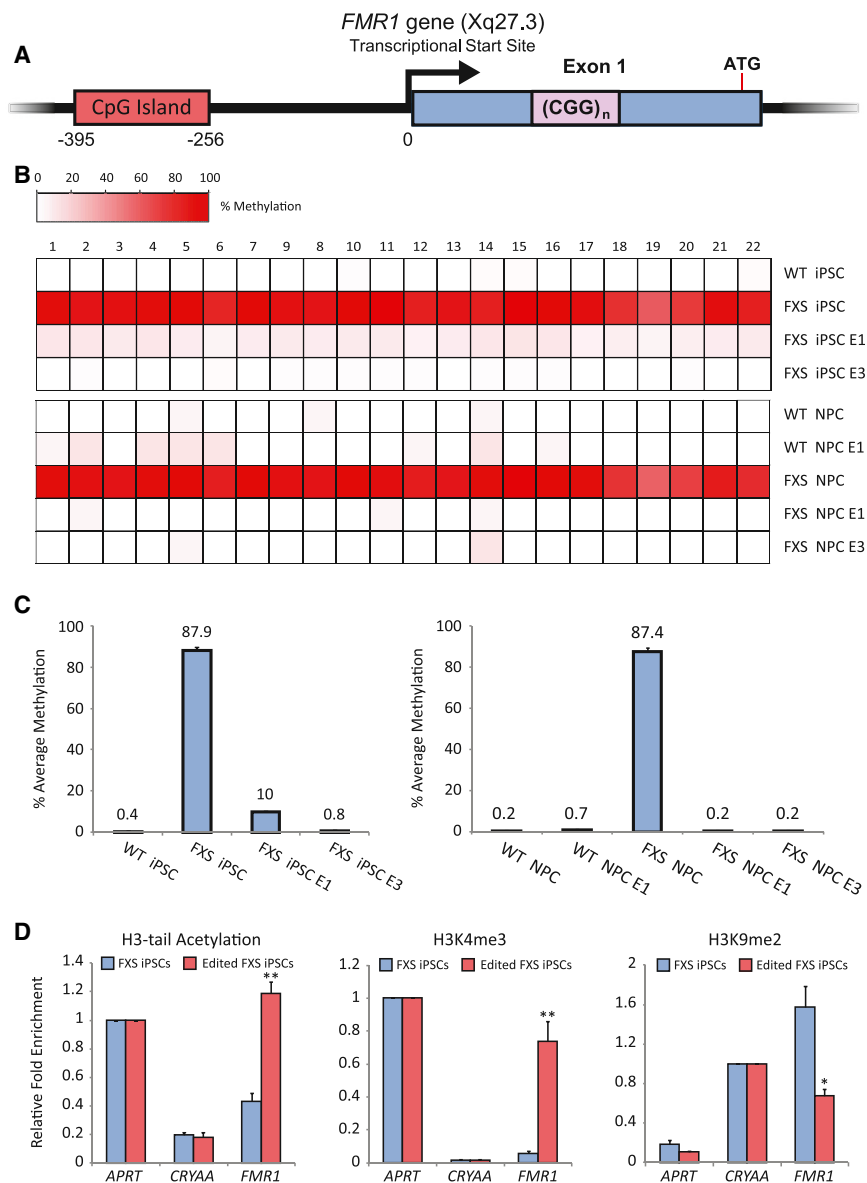 FMR1 gene (Xq27.3)
Transcriptional Start Site
A
CpG Island
Exon 1
ATG
(CGG)n
-395
-256
0
B
0 20 40 60 80 100
% Methylation
1 2 3 4 5 6 7 9 8 10 11 12 13 14 15 16 17 18 19 20 21 22
WT iPSC
FXS iPSC
FXS iPSC E1
FXS iPSC E3
WT NPC
WT NPC E1
FXS NPC
FXS NPC E1
FXS NPC E3
C
% Average Methylation
100
80
60
40
20
0
0.4
87.9
10
0.8
WT iPSC
FXS iPSC
FXS iPSC E1
FXS iPSC E3
% Average Methylation
100
80
60
40
20
0
0.2
0.7
87.4
0.2
0.2
WT NPC
WT NPC E1
FXS NPC
FXS NPC E1
FXS NPC E3
D
H3-tail Acetylation
FXS iPSCs
Edited FXS iPSCs
Relative Fold Enrichment
1.4
1.2
1
0.8
0.6
0.4
0.2
0
**
APRT CRYAA FMR1
H3K4me3
FXS iPSCs
Edited FXS iPSCs
1.2
1
0.8
0.6
0.4
0.2
0
**
APRT CRYAA FMR1
H3K9me2
FXS iPSCs
Edited FXS iPSCs
2
1.6
1.2
0.8
0.4
0
*
APRT CRYAA FMR1